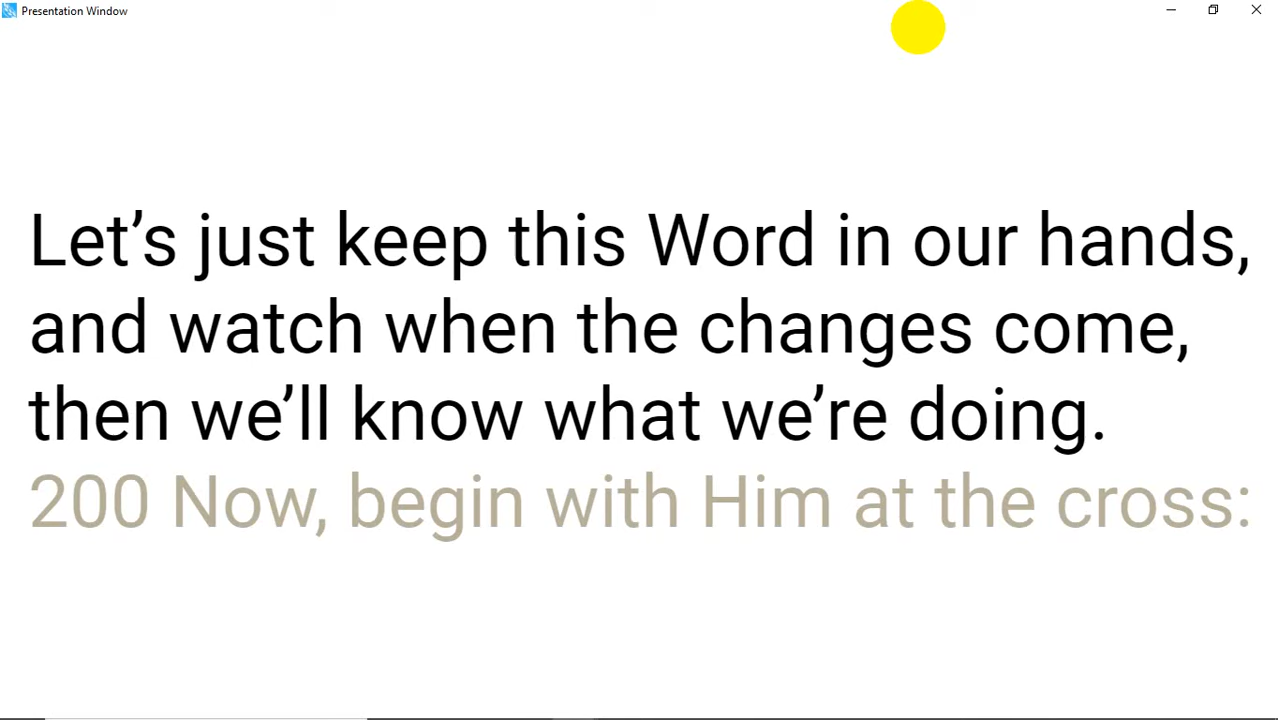 Presentation Window
Let’s just keep this Word in our hands,
and watch when the changes come,
then we’ll know what we’re doing.
200 Now, begin with Him at the cross: